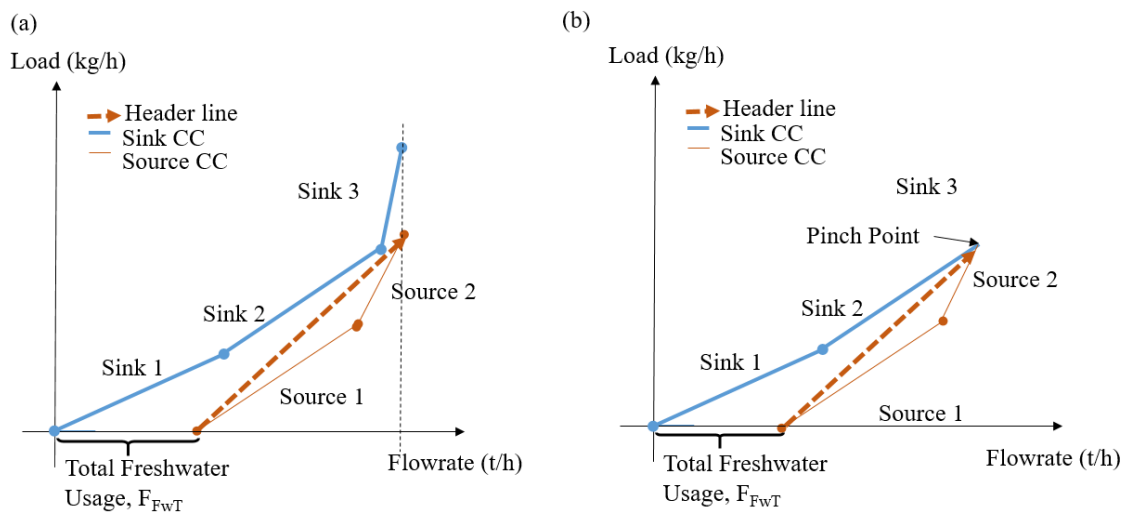 (a)
Load (kg/h)
Header line
Sink CC
Source CC
Sink 3
Sink 2
Source 2
Sink 1
Source 1
Total Freshwater
Usage, F_FwT
Flowrate (t/h)
(b)
Load (kg/h)
Header line
Sink CC
Source CC
Sink 3
Pinch Point
Source 2
Sink 2
Sink 1
Source 1
Total Freshwater
Usage, F_FwT
Flowrate (t/h)